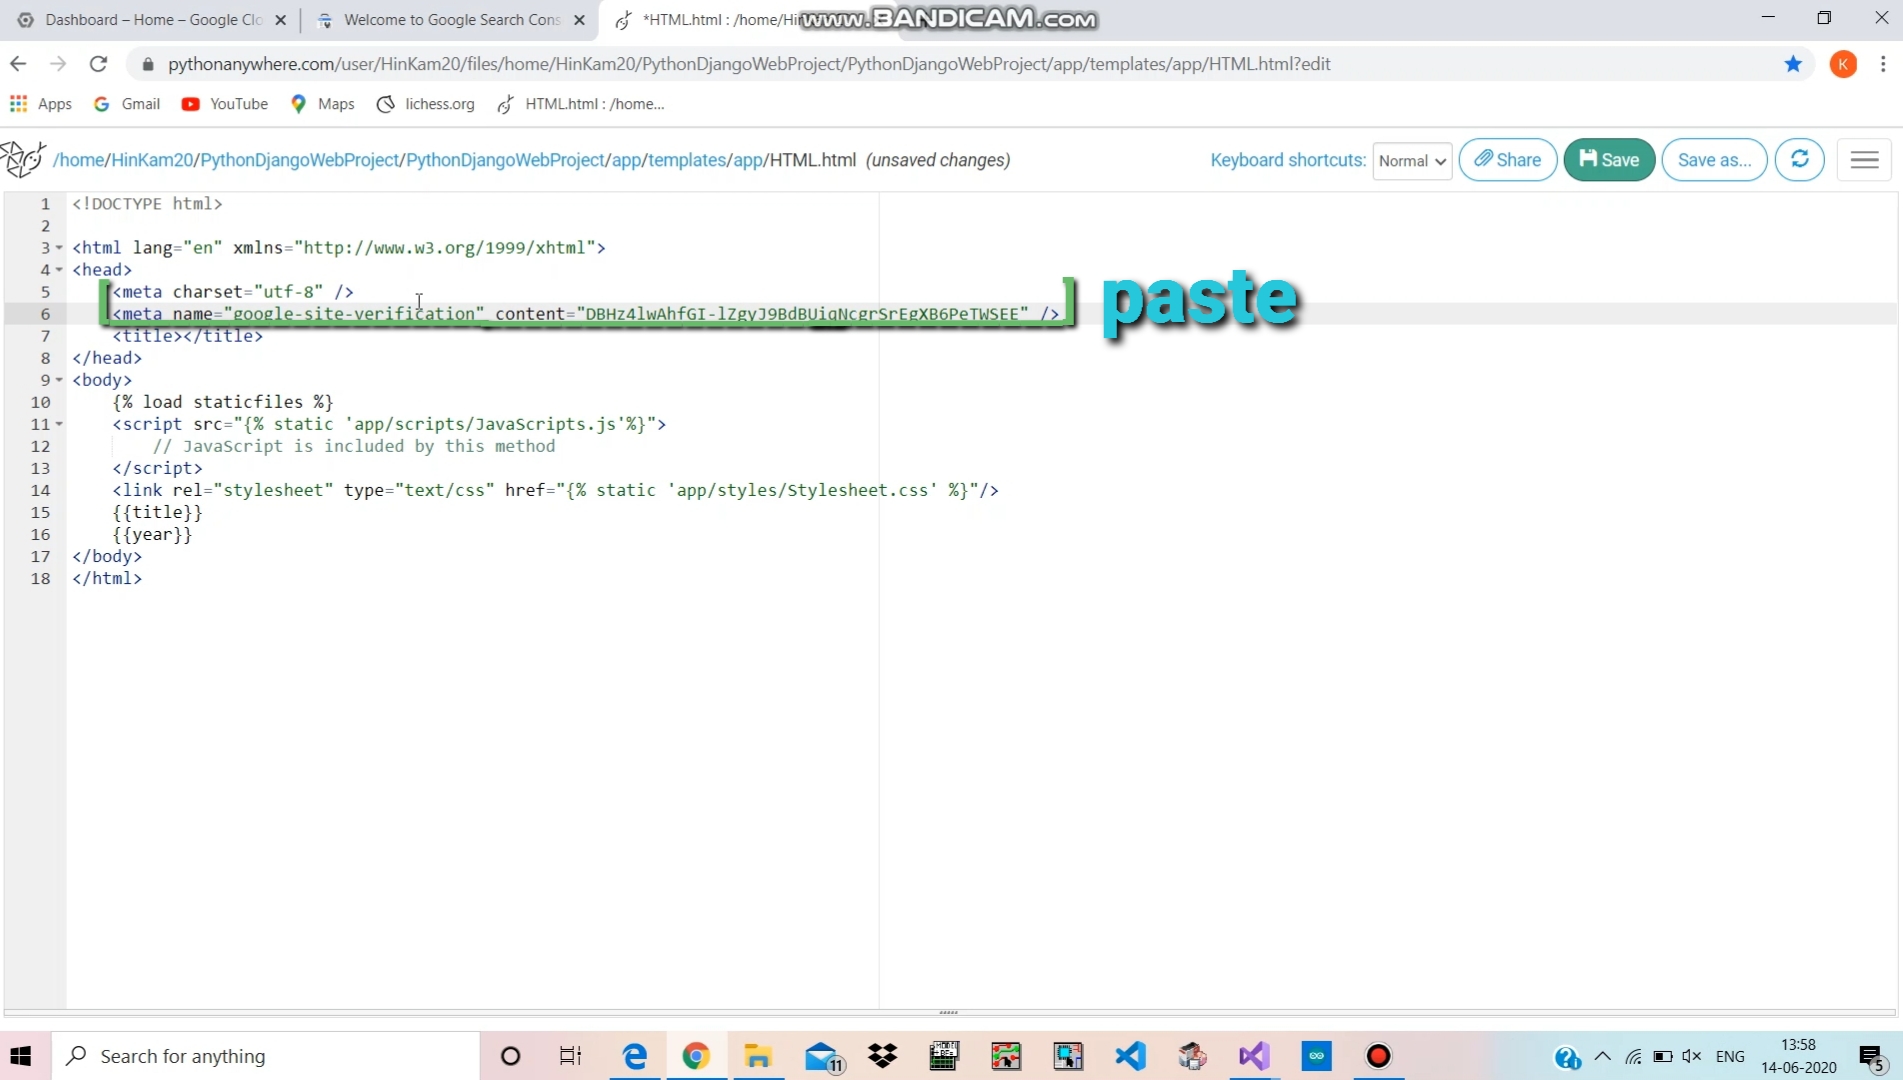 Dashboard – Home – Google Clo
Welcome to Google Search Cons
*HTML.html : /home/Hin
www.BANDICAM.com
pythonanywhere.com/user/HinKam20/files/home/HinKam20/PythonDjangoWebProject/PythonDjangoWebProject/app/templates/app/HTML.html?edit
K
Apps
Gmail
YouTube
Maps
lichess.org
HTML.html : /home...
/home/HinKam20/PythonDjangoWebProject/PythonDjangoWebProject/app/templates/app/HTML.html (unsaved changes)
Keyboard shortcuts:
Normal
Share
Save
Save as...
1 <!DOCTYPE html>
2
3 <html lang="en" xmlns="http://www.w3.org/1999/xhtml">
4 <head>
5 <meta charset="utf-8" />
6 <meta name="google-site-verification" content="DBHz4lwAhfGI-lZgyJ9BdBUiqNcgrSrEgXB6PeTWSEE" />
paste
7 <title></title>
8 </head>
9 <body>
10 {% load staticfiles %}
11 <script src="{% static 'app/scripts/JavaScripts.js'%}">
12 // JavaScript is included by this method
13 </script>
14 <link rel="stylesheet" type="text/css" href="{% static 'app/styles/Stylesheet.css' %}"/>
15 {{title}}
16 {{year}}
17 </body>
18 </html>
Search for anything
11
ENG
13:58
14-06-2020
5